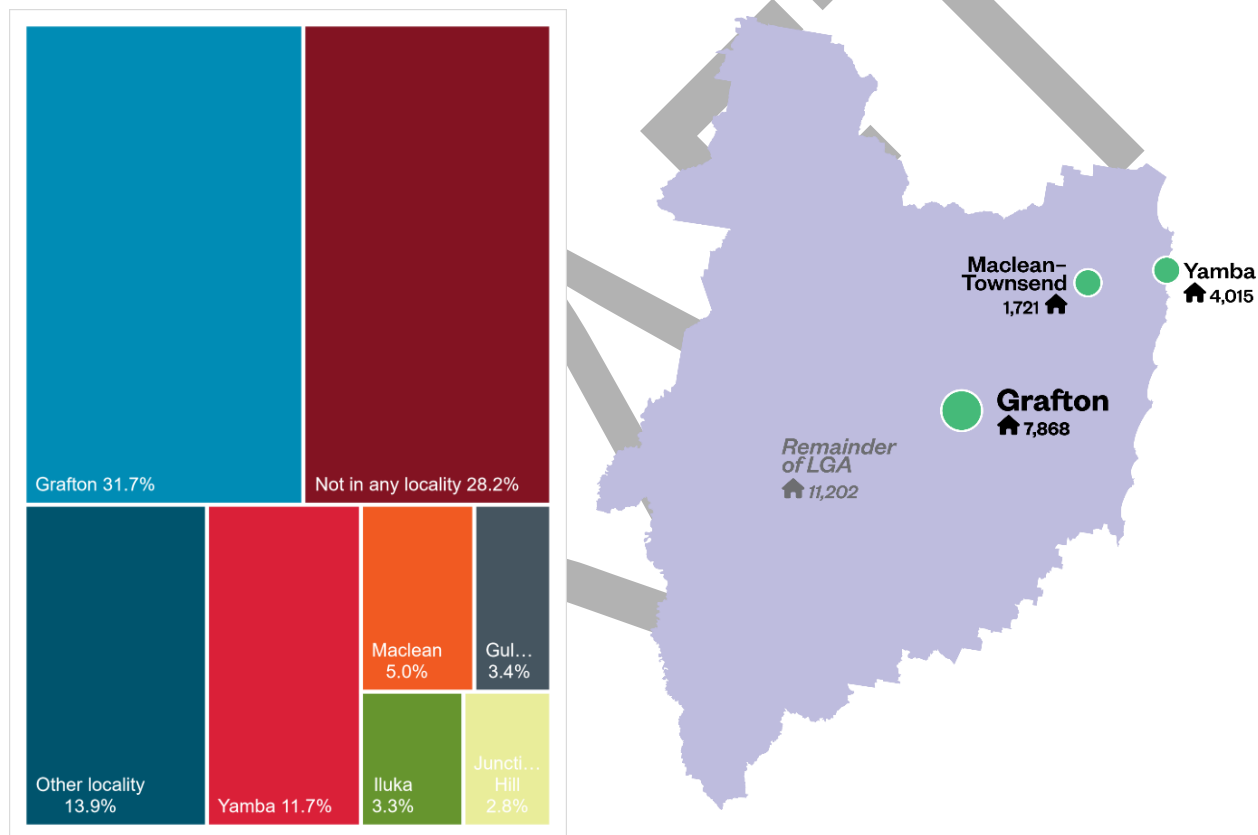 Grafton 31.7%
Not in any locality 28.2%
Other locality
13.9%
Yamba 11.7%
Maclean
5.0%
Gul...
3.4%
Iluka
3.3%
Juncti...
Hill
2.8%
Maclean–
Townsend
1,721
Yamba
4,015
Grafton
7,868
Remainder
of LGA
11,202